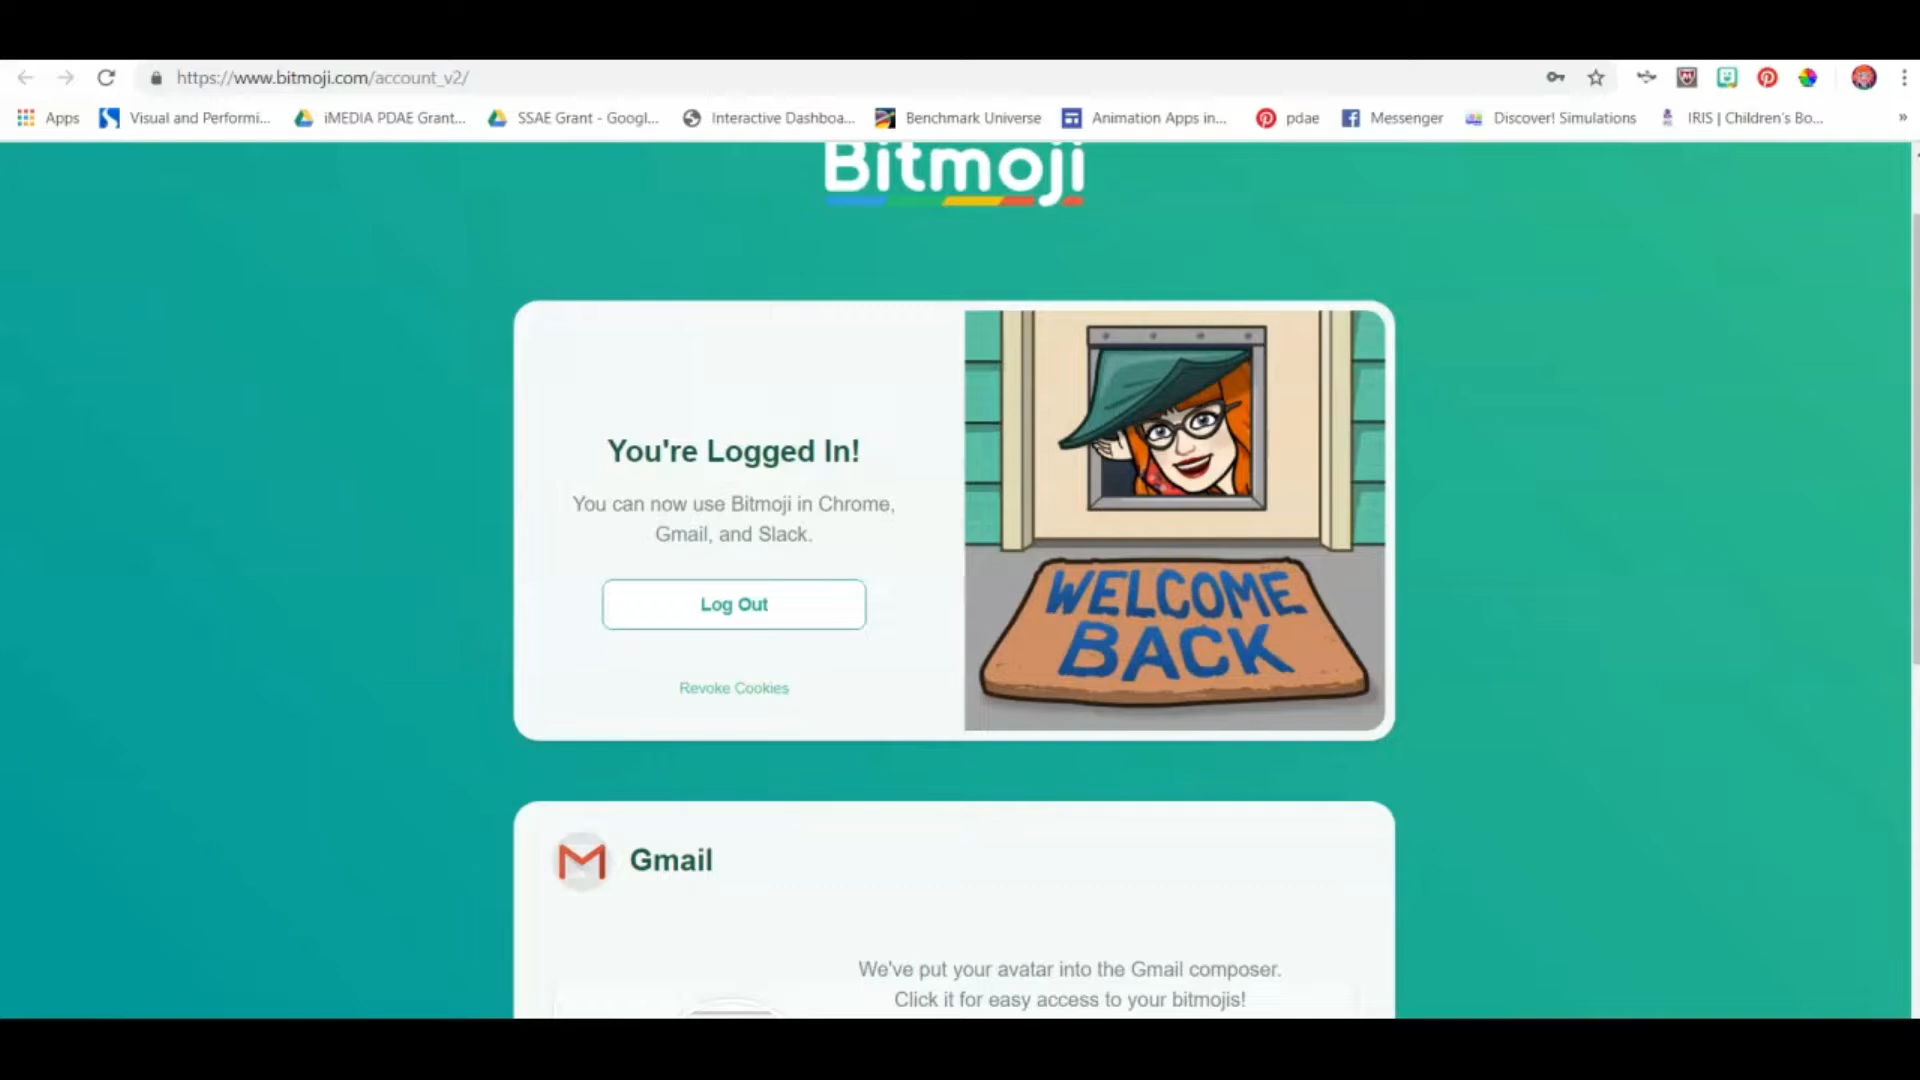 https://www.bitmoji.com/account_v2/
Apps Visual and Performi... iMEDIA PDAE Grant... SSAE Grant - Googl... Interactive Dashboa... Benchmark Universe Animation Apps in... pdae Messenger Discover! Simulations IRIS | Children's Bo... »
Bitmoji
You're Logged In!
You can now use Bitmoji in Chrome,
Gmail, and Slack.
Log Out
Revoke Cookies
WELCOME
BACK
Gmail
We've put your avatar into the Gmail composer.
Click it for easy access to your bitmojis!